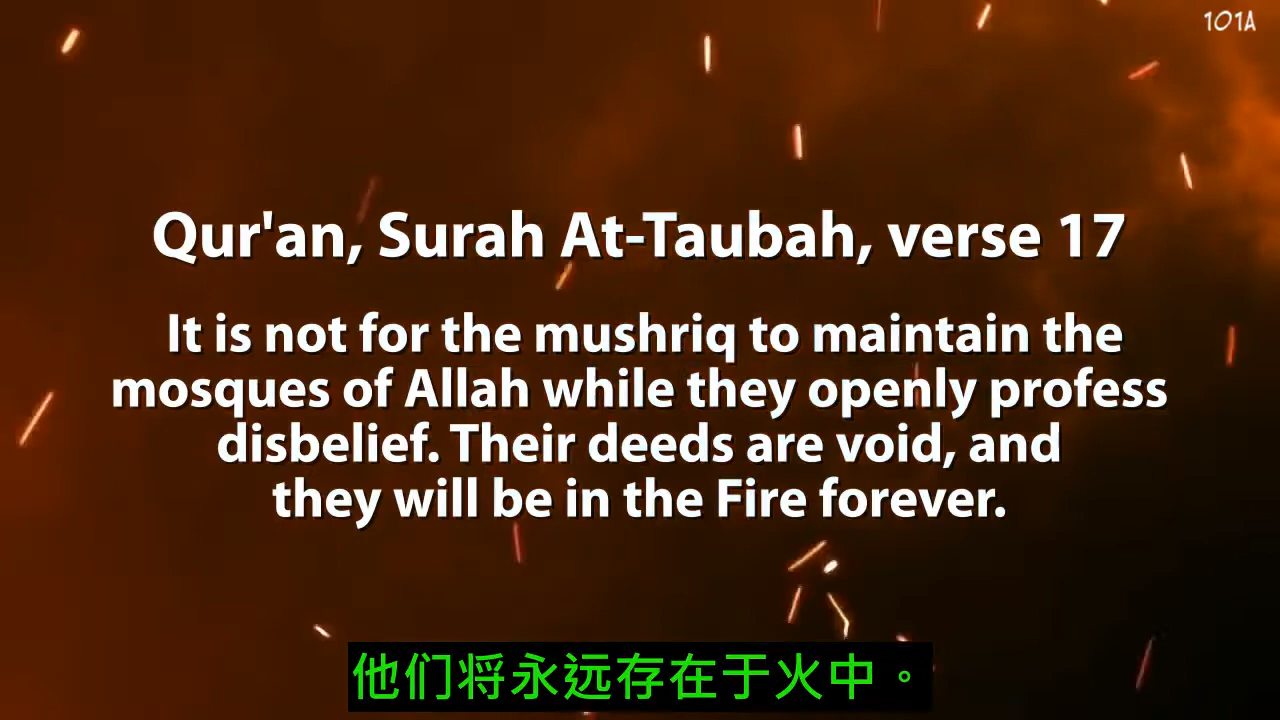 101A
Qur'an, Surah At-Taubah, verse 17
It is not for the mushriq to maintain the
mosques of Allah while they openly profess
disbelief. Their deeds are void, and
they will be in the Fire forever.
他们将永远存在于火中。